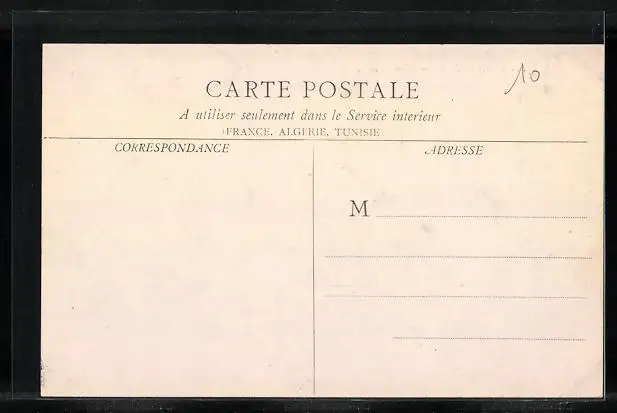 10
CARTE POSTALE
A utiliser seulement dans le Service interieur
(FRANCE, ALGERIE, TUNISIE
CORRESPONDANCE
ADRESSE
M